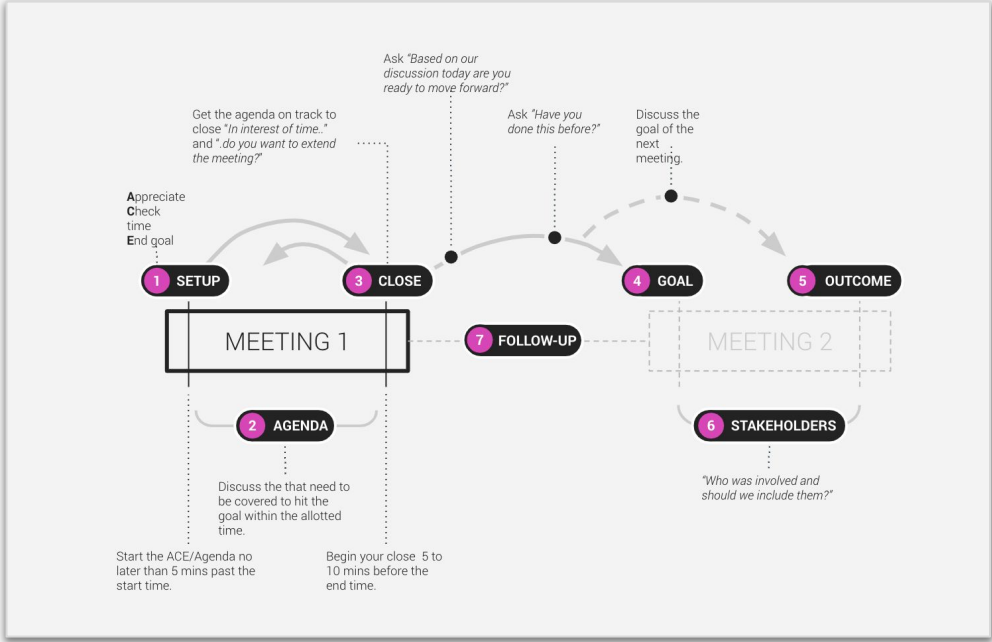 Ask "Based on our
discussion today are you
ready to move forward?"
Get the agenda on track to
close "In interest of time.."
and ".do you want to extend
the meeting?"
Ask "Have you
done this before?"
Discuss the
goal of the
next
meeting.
Appreciate
Check
time
End goal
1 SETUP
3 CLOSE
4 GOAL
5 OUTCOME
MEETING 1
7 FOLLOW-UP
MEETING 2
2 AGENDA
6 STAKEHOLDERS
Discuss the that need to
be covered to hit the
goal within the allotted
time.
"Who was involved and
should we include them?"
Start the ACE/Agenda no
later than 5 mins past the
start time.
Begin your close 5 to
10 mins before the
end time.